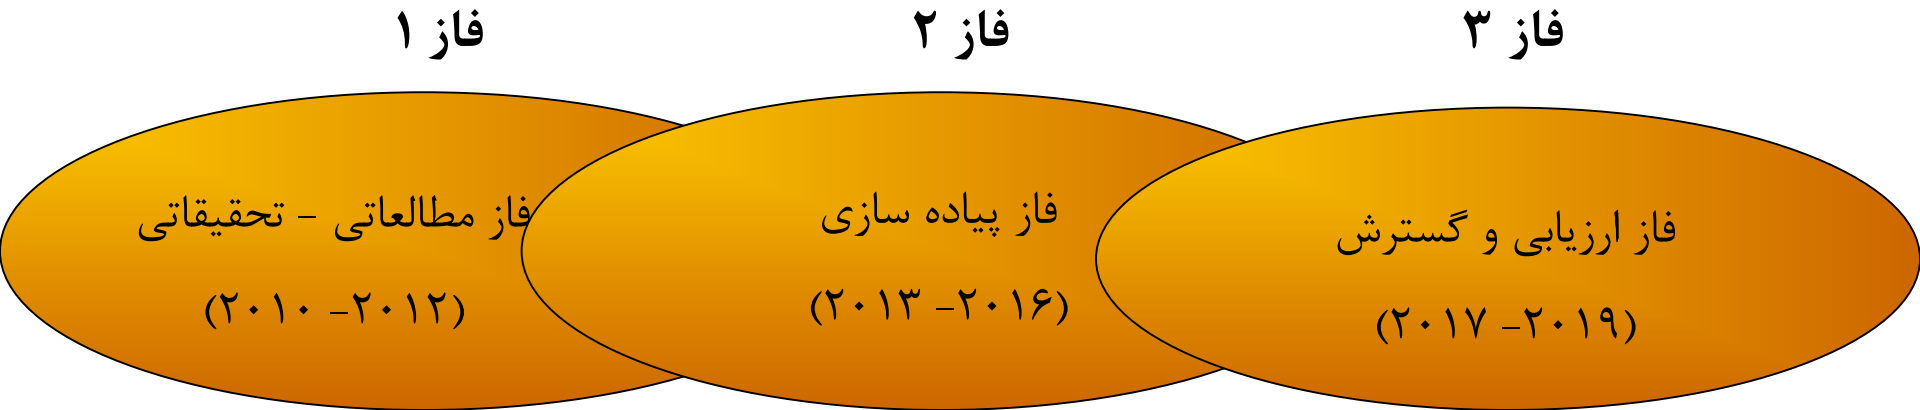 فاز ۱
فاز ۲
فاز ۳
فاز مطالعاتی – تحقیقاتی
(۲۰۱۰ –۲۰۱۲)
فاز پیاده سازی
(۲۰۱۳ –۲۰۱۶)
فاز ارزیابی و گسترش
(۲۰۱۷ –۲۰۱۹)